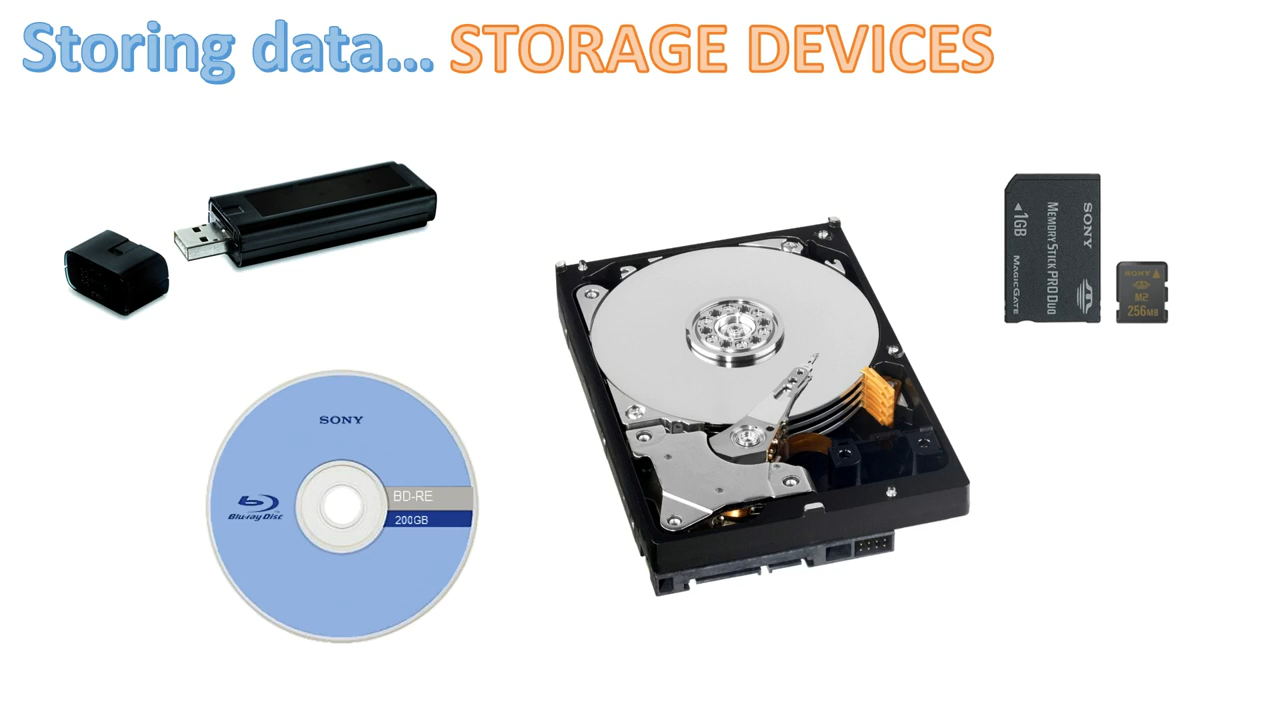 Storing data... STORAGE DEVICES
SONY
MEMORY STICK PRO DUO
1GB
MAGICGATE
SONY
M2
256MB
SONY
BD-RE
Blu-ray Disc
200GB